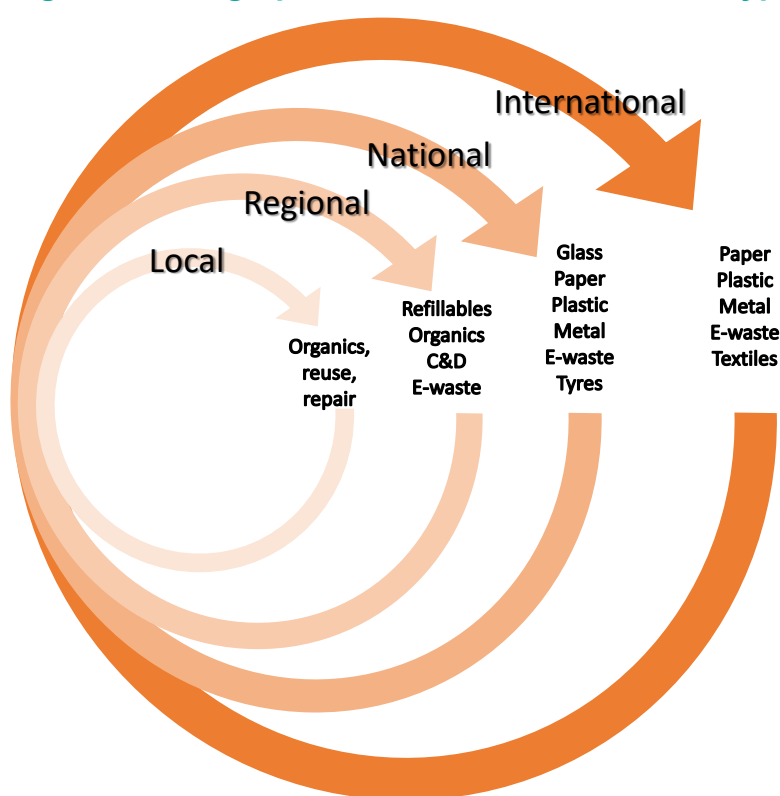 International
National
Regional
Local
Organics,
reuse,
repair
Refillables
Organics
C&D
E-waste
Glass
Paper
Plastic
Metal
E-waste
Tyres
Paper
Plastic
Metal
E-waste
Textiles